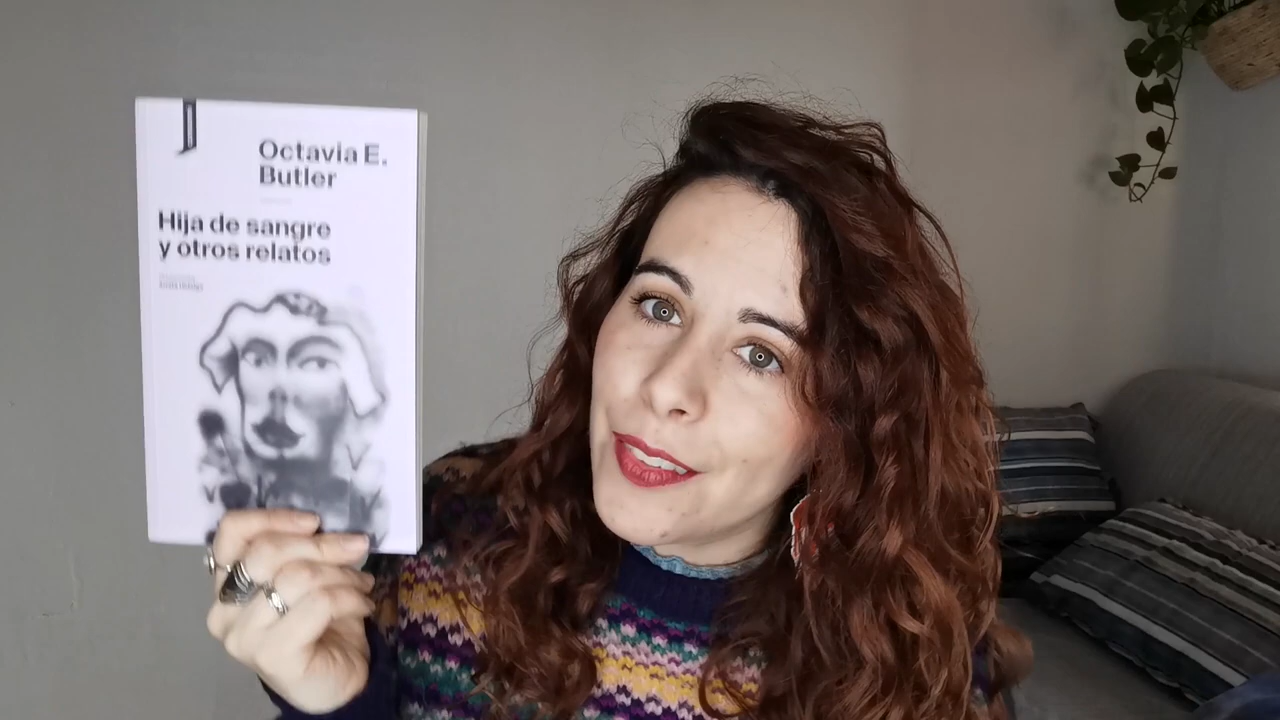 Octavia E.
Butler
Hija de sangre
y otros relatos